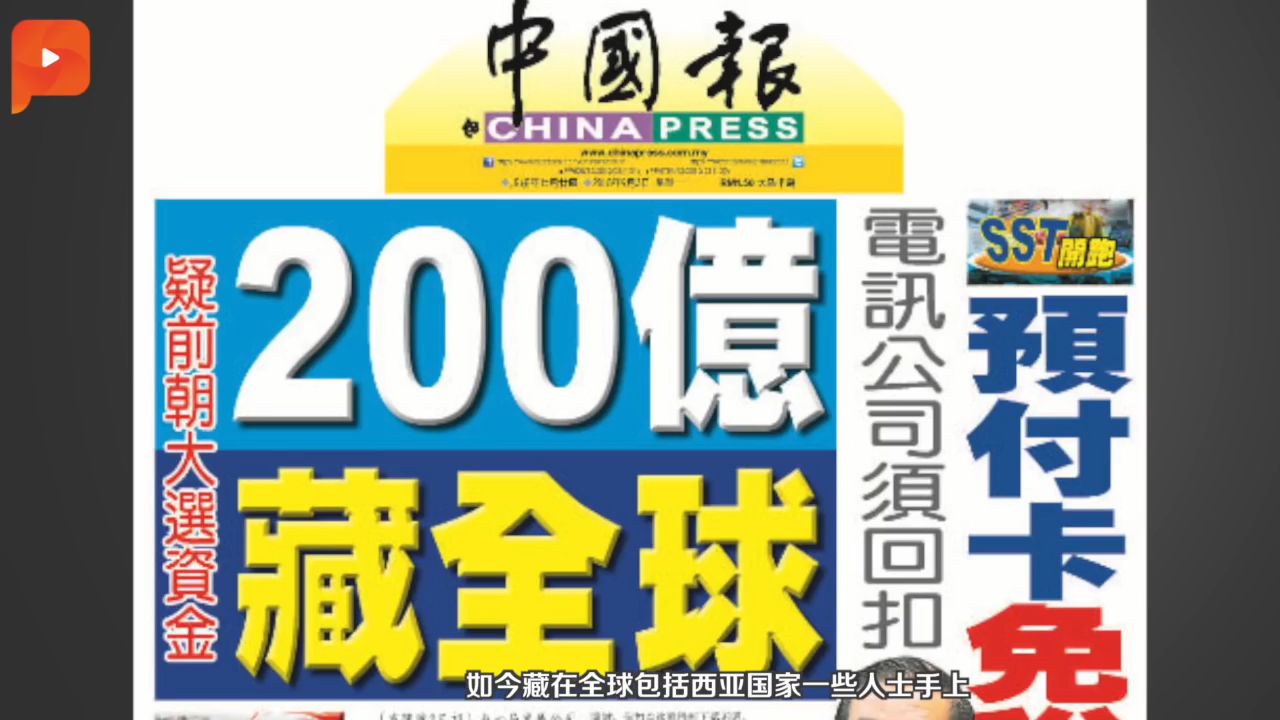 中國報
CHINA PRESS
www.chinapress.com.my
疑前朝大選資金
200億
藏全球
電訊公司須回扣
SST開跑
預付卡免
如今藏在全球包括西亚国家一些人士手上